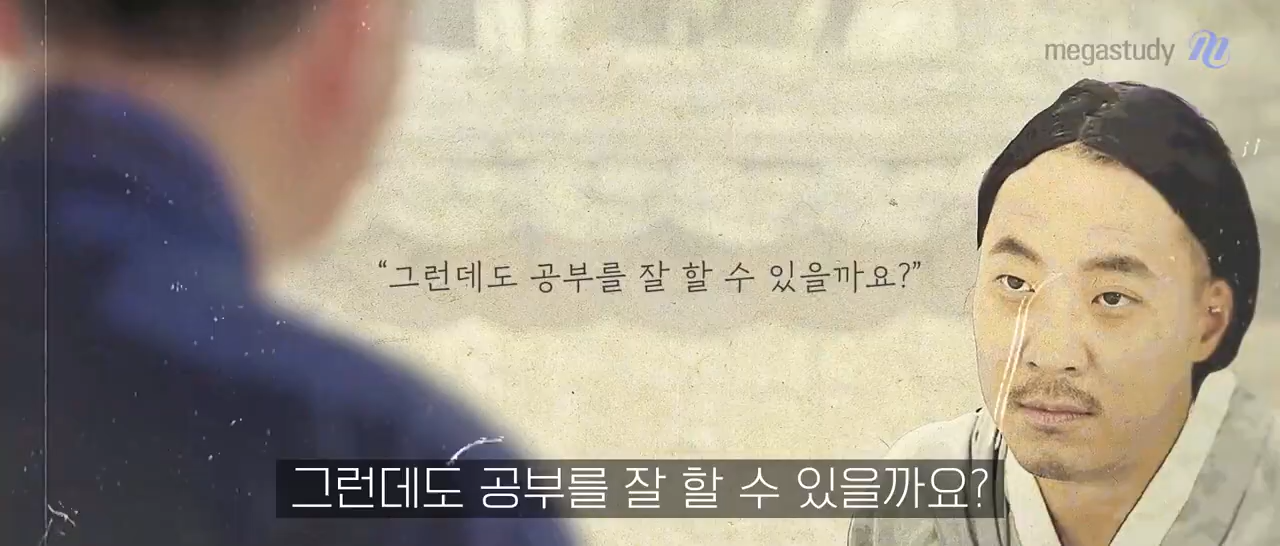 megastudy
“그런데도 공부를 잘 할 수 있을까요?”
그런데도 공부를 잘 할 수 있을까요?